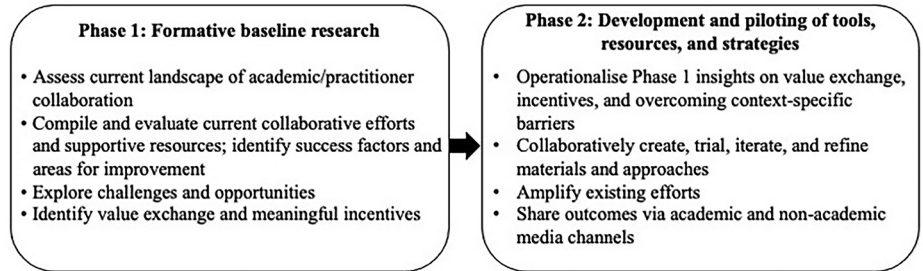 Phase 1: Formative baseline research
• Assess current landscape of academic/practitioner
collaboration
• Compile and evaluate current collaborative efforts
and supportive resources; identify success factors and
areas for improvement
• Explore challenges and opportunities
• Identify value exchange and meaningful incentives
Phase 2: Development and piloting of tools,
resources, and strategies
• Operationalise Phase 1 insights on value exchange,
incentives, and overcoming context-specific
barriers
• Collaboratively create, trial, iterate, and refine
materials and approaches
• Amplify existing efforts
• Share outcomes via academic and non-academic
media channels